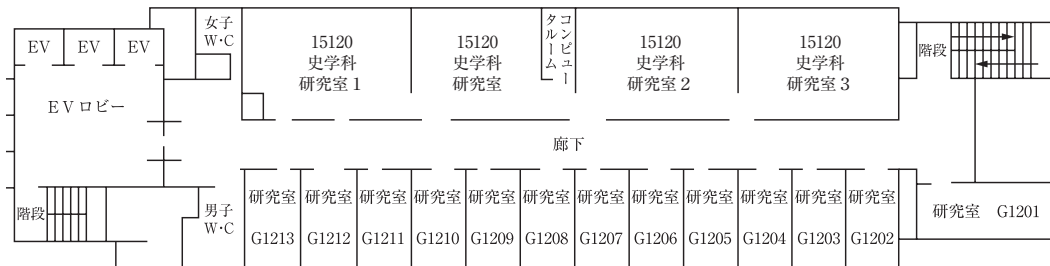 EV
EV
EV
EVロビー
階段
女子
W・C
男子
W・C
15120
史学科
研究室1
15120
史学科
研究室
コンピュー
タルーム
15120
史学科
研究室2
15120
史学科
研究室3
階段
廊下
研究室
G1213
研究室
G1212
研究室
G1211
研究室
G1210
研究室
G1209
研究室
G1208
研究室
G1207
研究室
G1206
研究室
G1205
研究室
G1204
研究室
G1203
研究室
G1202
研究室 G1201